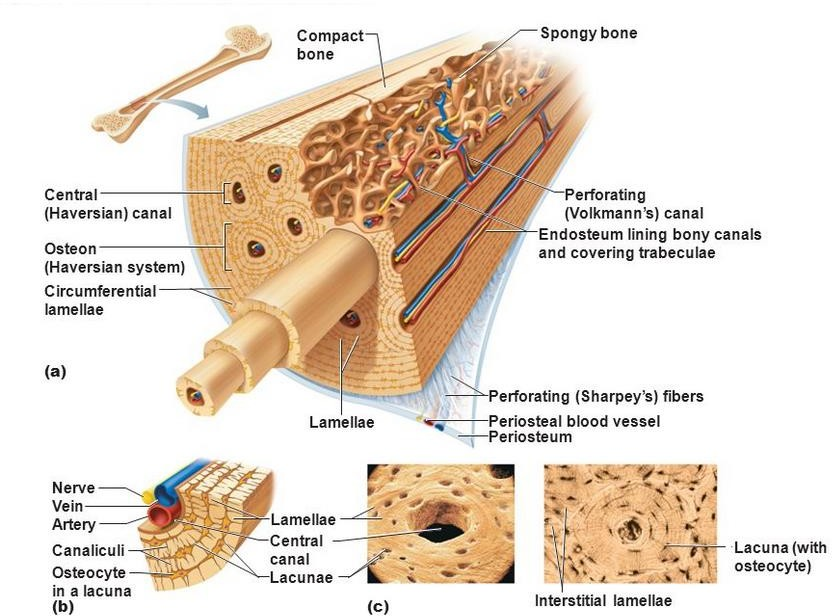 Compact
bone
Spongy bone
Central
(Haversian) canal
Perforating
(Volkmann's) canal
Osteon
(Haversian system)
Endosteum lining bony canals
and covering trabeculae
Circumferential
lamellae
(a)
Perforating (Sharpey's) fibers
Lamellae
Periosteal blood vessel
Periosteum
Nerve
Vein
Artery
Canaliculi
Osteocyte
in a lacuna
(b)
Lamellae
Central
canal
Lacunae
(c)
Lacuna (with
osteocyte)
Interstitial lamellae